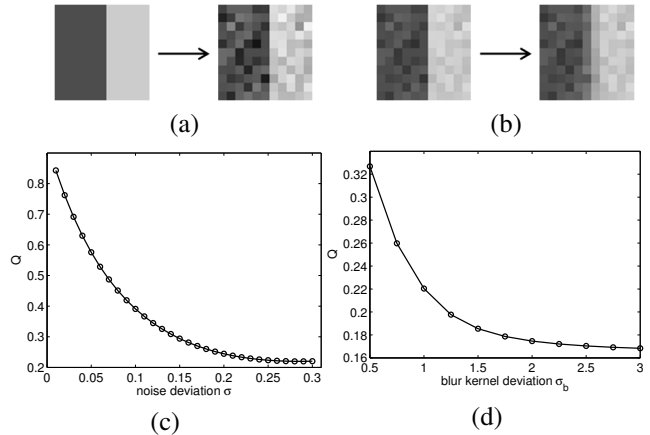 (a)
(b)
0.8
0.7
0.6
0.5
0.4
0.3
0.2
Q
0 0.05 0.1 0.15 0.2 0.25 0.3
noise deviation σ
(c)
0.32
0.3
0.28
0.26
0.24
0.22
0.2
0.18
0.16
Q
0.5 1 1.5 2 2.5 3
blur kernel deviation σb
(d)